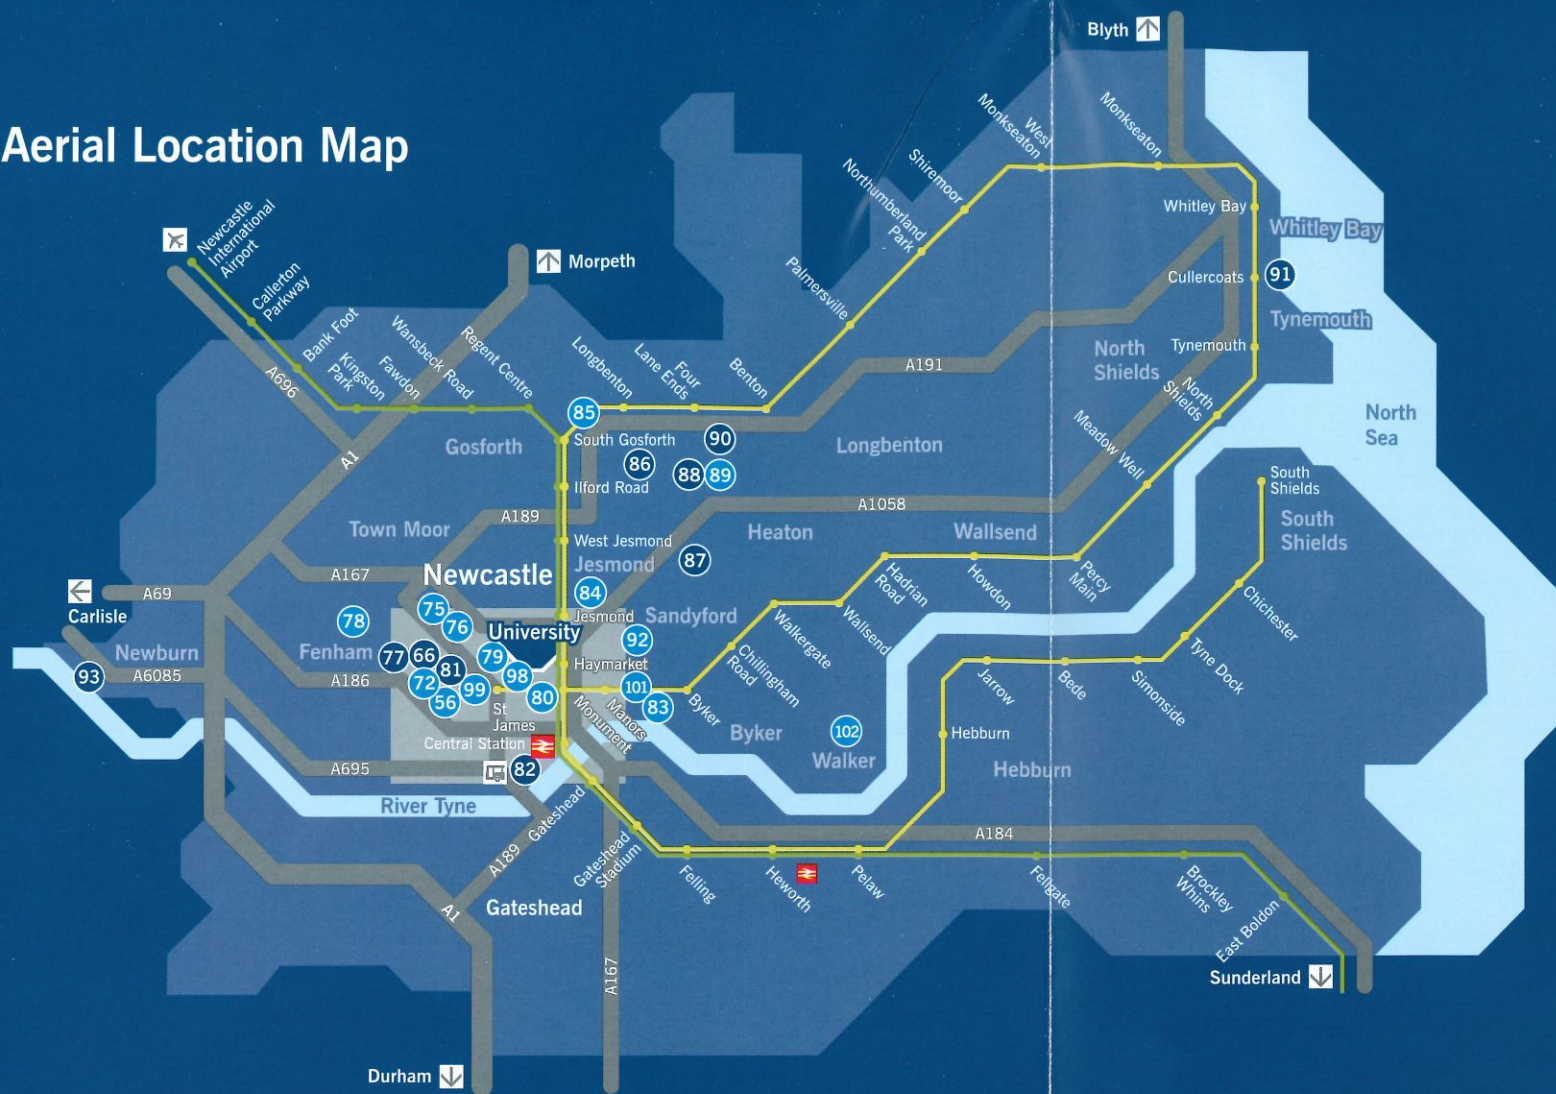 Blyth
Aerial Location Map
West
Monkseaton
Monkseaton
Shiremoor
Northumberland
Park
Palmersville
Whitley Bay
Whitley Bay
Newcastle
International
Airport
Callerton
Parkway
Bank Foot
Kingston
Park
Fawdon
Wansbeck Road
Regent Centre
Morpeth
Cullercoats
91
Tynemouth
Tynemouth
Longbenton
Four
Lane Ends
Benton
A191
North
Shields
North
Shields
A696
85
South Gosforth
90
Gosforth
Longbenton
Meadow Well
North
Sea
A1
86
88
89
Ilford Road
South
Shields
A189
A1058
Town Moor
West Jesmond
Jesmond
Heaton
Wallsend
South
Shields
87
A167
Newcastle
A69
Carlisle
84
Jesmond
Sandyford
75
76
78
University
Hadrian
Road
Howdon
Percy
Main
Chichester
Wallsend
Walkergate
Tyne Dock
Newburn
Fenham
77
66
81
79
98
92
Haymarket
93
A6085
A186
72
56
99
80
101
83
St
James
Monument
Manors
Byker
Chillingham
Road
Jarrow
Bede
Simonside
Byker
102
Walker
Hebburn
Hebburn
Central Station
82
A695
River Tyne
Gateshead
A184
A189
Gateshead
Stadium
Felling
Heworth
Pelaw
Fellgate
Brockley
Whins
East Boldon
A1
Gateshead
A167
Sunderland
Durham